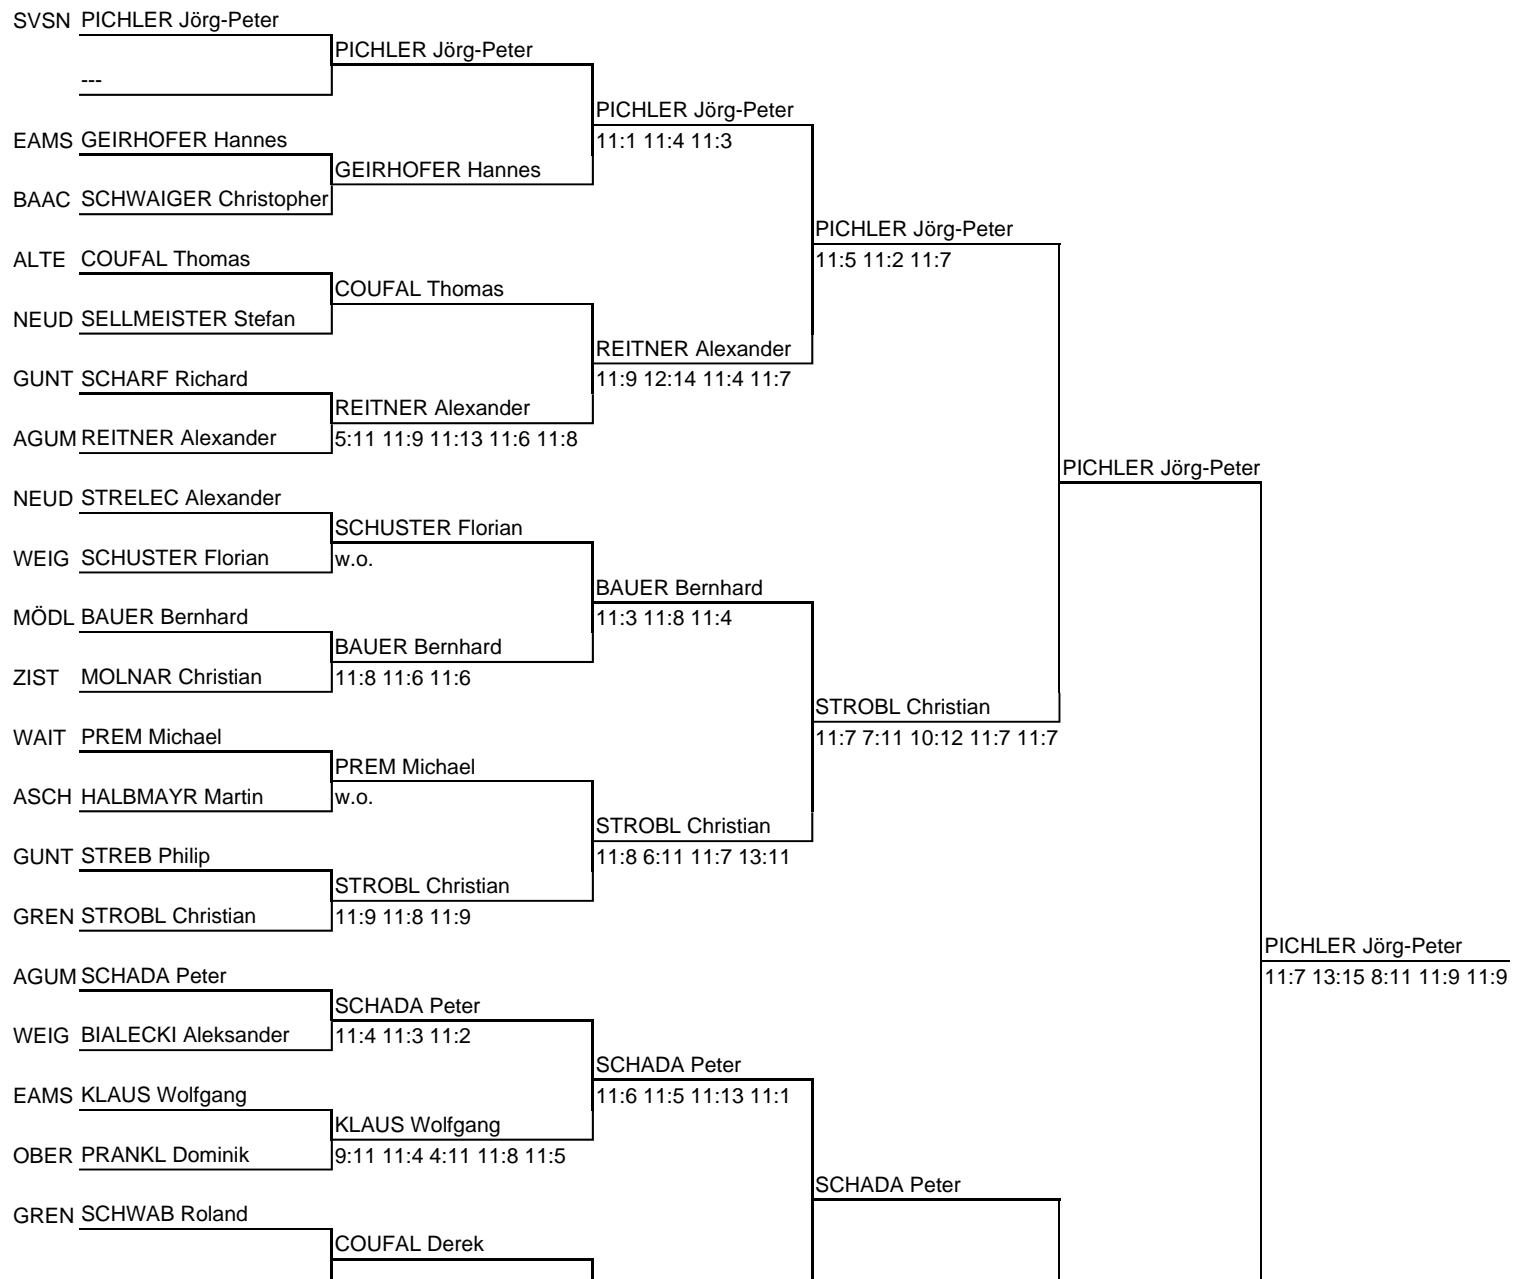 SVSN PICHLER Jörg-Peter
PICHLER Jörg-Peter
---
PICHLER Jörg-Peter
EAMS GEIRHOFER Hannes
11:1 11:4 11:3
GEIRHOFER Hannes
BAAC SCHWAIGER Christopher
PICHLER Jörg-Peter
ALTE COUFAL Thomas
11:5 11:2 11:7
COUFAL Thomas
NEUD SELLMEISTER Stefan
REITNER Alexander
GUNT SCHARF Richard
11:9 12:14 11:4 11:7
REITNER Alexander
AGUM REITNER Alexander
5:11 11:9 11:13 11:6 11:8
PICHLER Jörg-Peter
NEUD STRELEC Alexander
SCHUSTER Florian
WEIG SCHUSTER Florian
w.o.
BAUER Bernhard
MÖDL BAUER Bernhard
11:3 11:8 11:4
BAUER Bernhard
ZIST MOLNAR Christian
11:8 11:6 11:6
STROBL Christian
WAIT PREM Michael
11:7 7:11 10:12 11:7 11:7
PREM Michael
ASCH HALBMAYR Martin
w.o.
STROBL Christian
GUNT STREB Philip
11:8 6:11 11:7 13:11
STROBL Christian
GREN STROBL Christian
11:9 11:8 11:9
PICHLER Jörg-Peter
AGUM SCHADA Peter
11:7 13:15 8:11 11:9 11:9
SCHADA Peter
WEIG BIALECKI Aleksander
11:4 11:3 11:2
SCHADA Peter
EAMS KLAUS Wolfgang
11:6 11:5 11:13 11:1
KLAUS Wolfgang
OBER PRANKL Dominik
9:11 11:4 4:11 11:8 11:5
SCHADA Peter
GREN SCHWAB Roland
COUFAL Derek